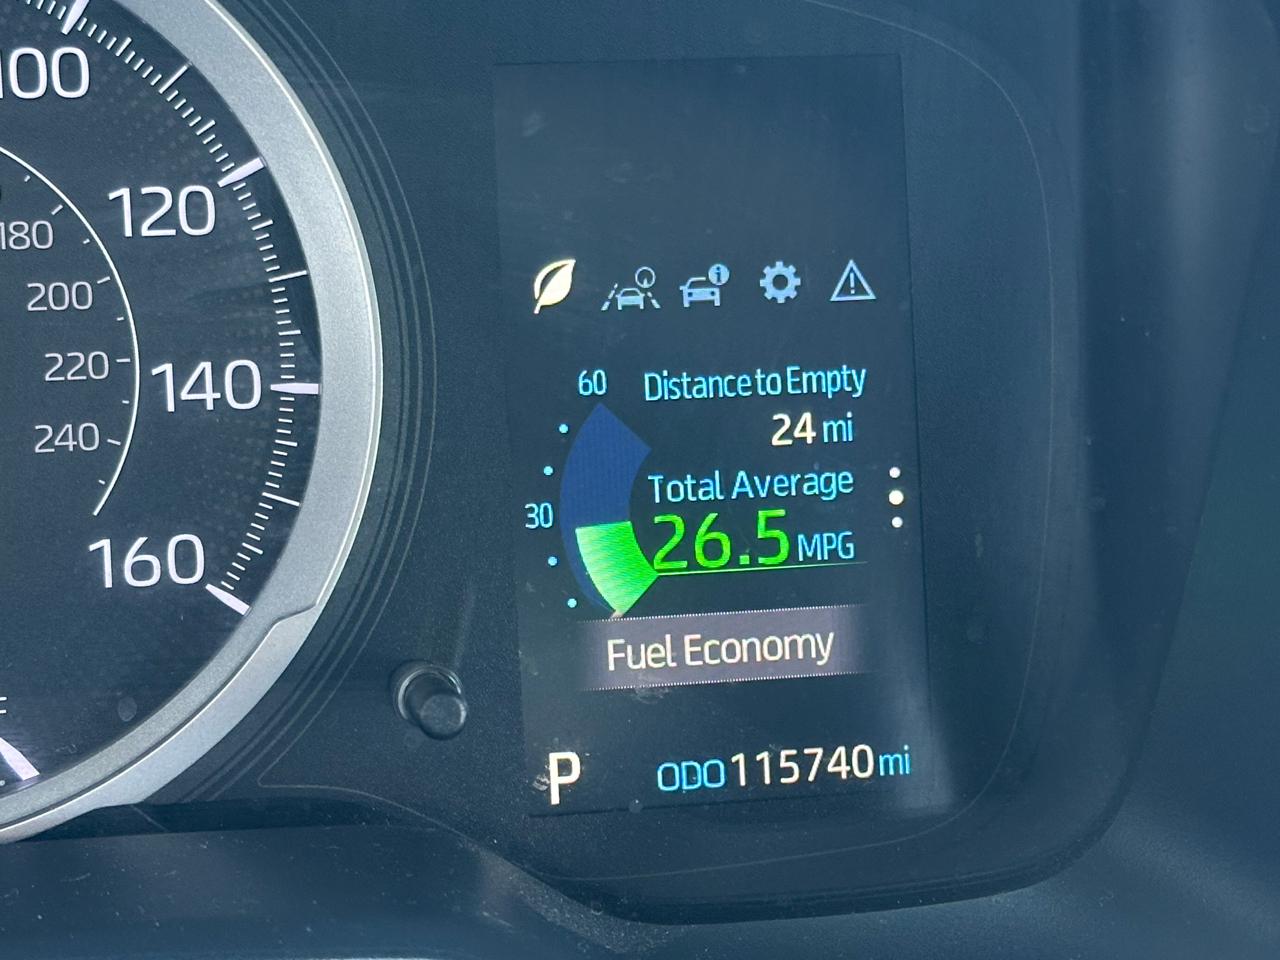 100
120
140
160
180
200
220
240
60
Distance to Empty
24 mi
Total Average
30
26.5 MPG
Fuel Economy
P
ODO 115740 mi